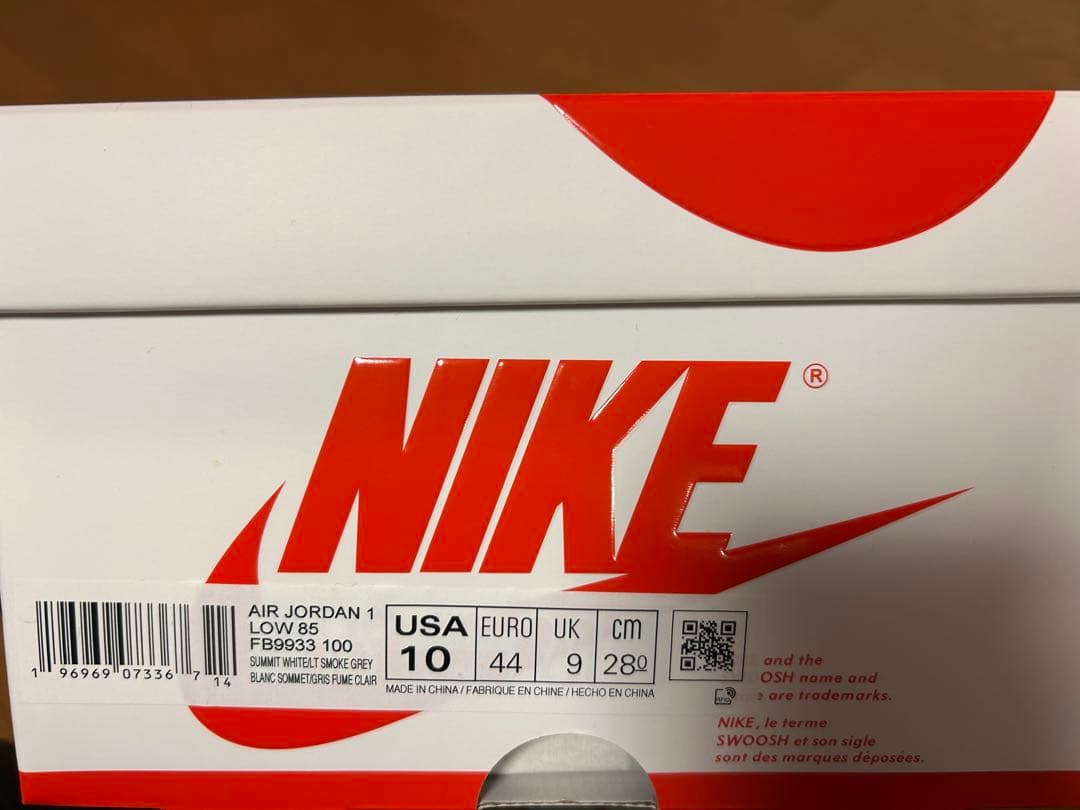 NIKE®
AIR JORDAN 1
LOW 85
FB9933 100
SUMMIT WHITE/LT SMOKE GREY
BLANC SOMMET/GRIS FUME CLAIR
1 96969 07336 7 14
USA EURO UK cm
10 44 9 280
MADE IN CHINA / FABRIQUE EN CHINE / HECHO EN CHINA
and the
OSH name and
are trademarks.
NIKE, le terme
SWOOSH et son sigle
sont des marques déposées.